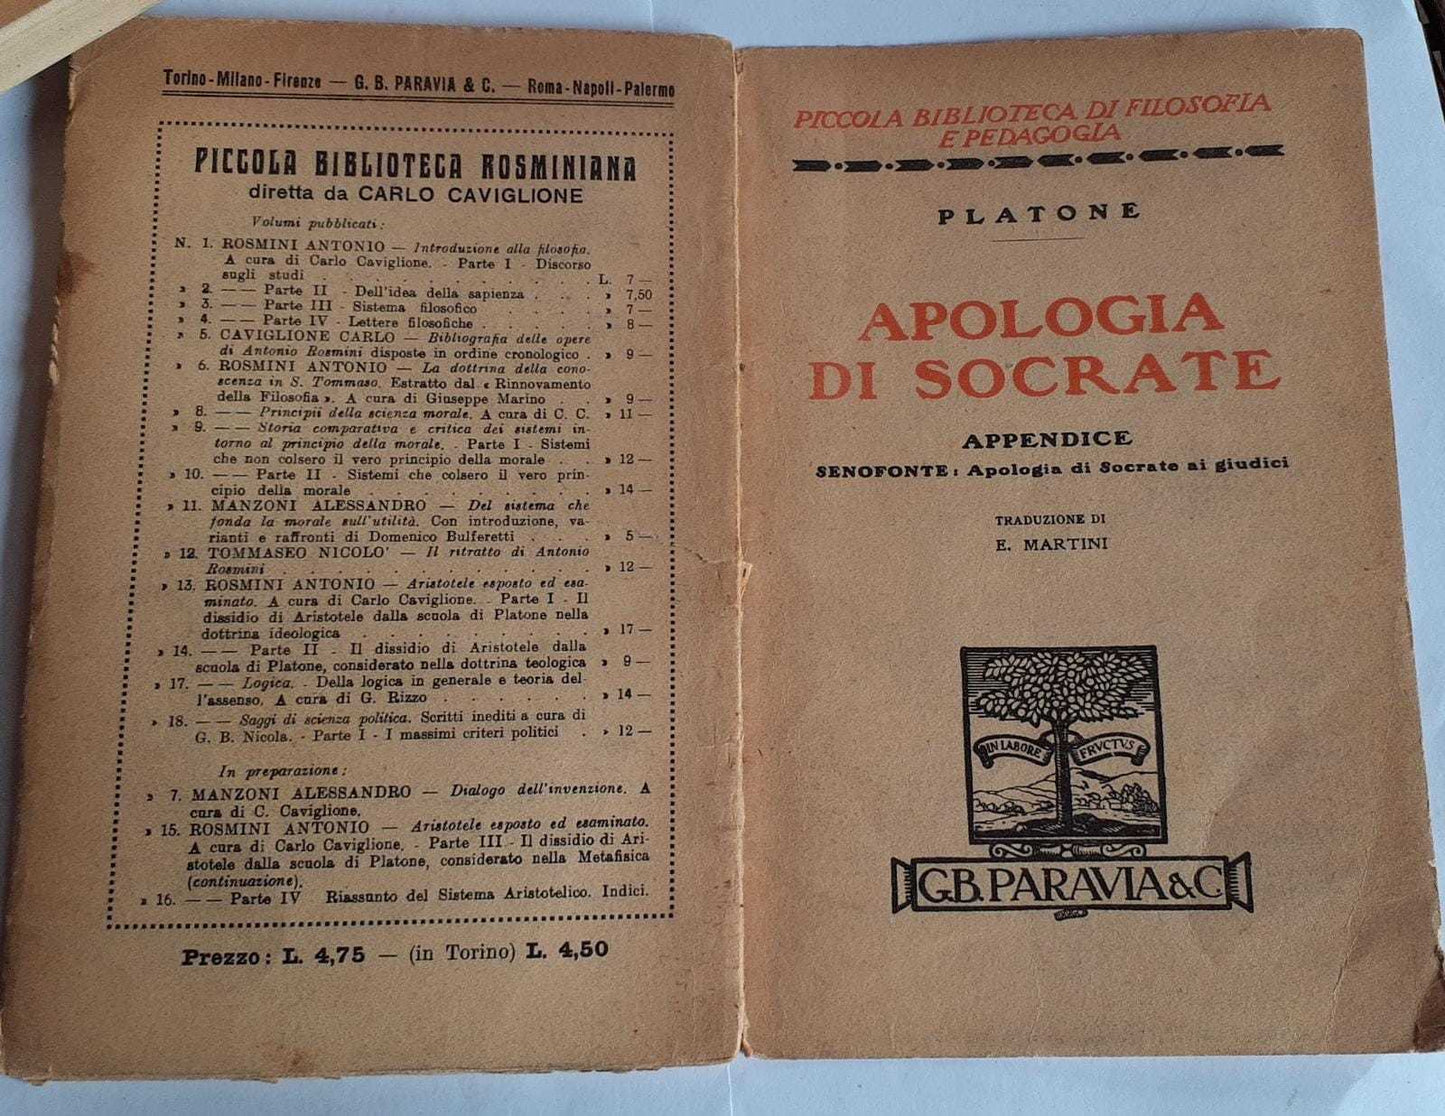 Torino-Milano-Firenze — G. B. PARAVIA & C. — Roma-Napoli-Palermo
PICCOLA BIBLIOTECA ROSMINIANA
diretta da CARLO CAVIGLIONE
Volumi pubblicati:
N. 1. ROSMINI ANTONIO — Introduzione alla filosofia.
A cura di Carlo Caviglione. - Parte I - Discorso
sugli studi . . . . . . . . . . . L. 7 —
» 2. — — Parte II - Dell'idea della sapienza . . . » 7,50
» 3. — — Parte III - Sistema filosofico . . . . » 7 —
» 4. — — Parte IV - Lettere filosofiche . . . . . » 8 —
» 5. CAVIGLIONE CARLO — Bibliografia delle opere
di Antonio Rosmini disposte in ordine cronologico . » 9 —
» 6. ROSMINI ANTONIO — La dottrina della cono-
scenza in S. Tommaso. Estratto dal « Rinnovamento
della Filosofia ». A cura di Giuseppe Marino . . » 9 —
» 8. — — Principii della scienza morale. A cura di C. C. » 11 —
» 9. — — Storia comparativa e critica dei sistemi in-
torno al principio della morale. - Parte I - Sistemi
che non colsero il vero principio della morale . . » 12 —
» 10. — — Parte II - Sistemi che colsero il vero prin-
cipio della morale . . . . . . . . . » 14 —
» 11. MANZONI ALESSANDRO — Del sistema che
fonda la morale sull'utilità. Con introduzione, va-
rianti e raffronti di Domenico Bulferetti . . . » 5 —
» 12. TOMMASEO NICOLO' — Il ritratto di Antonio
Rosmini . . . . . . . . . . . . » 12 —
» 13. ROSMINI ANTONIO — Aristotele esposto ed esa-
minato. A cura di Carlo Caviglione. - Parte I - Il
dissidio di Aristotele dalla scuola di Platone nella
dottrina ideologica . . . . . . . . . » 17 —
» 14. — — Parte II - Il dissidio di Aristotele dalla
scuola di Platone, considerato nella dottrina teologica » 9 —
» 17. — — Logica. - Della logica in generale e teoria del-
l'assenso. A cura di G. Rizzo . . . . . . » 14 —
» 18. — — Saggi di scienza politica. Scritti inediti a cura di
G. B. Nicola. - Parte I - I massimi criteri politici . » 12 —
In preparazione:
» 7. MANZONI ALESSANDRO — Dialogo dell'invenzione. A
cura di C. Caviglione.
» 15. ROSMINI ANTONIO — Aristotele esposto ed esaminato.
A cura di Carlo Caviglione. - Parte III - Il dissidio di Ari-
stotele dalla scuola di Platone, considerato nella Metafisica
(continuazione).
» 16. — — Parte IV Riassunto del Sistema Aristotelico. Indici.
Prezzo: L. 4,75 — (in Torino) L. 4,50
PICCOLA BIBLIOTECA DI FILOSOFIA
E PEDAGOGIA
PLATONE
APOLOGIA
DI SOCRATE
APPENDICE
SENOFONTE: Apologia di Socrate ai giudici
TRADUZIONE DI
E. MARTINI
IN LABORE FRVCTVS
G.B. PARAVIA & C.